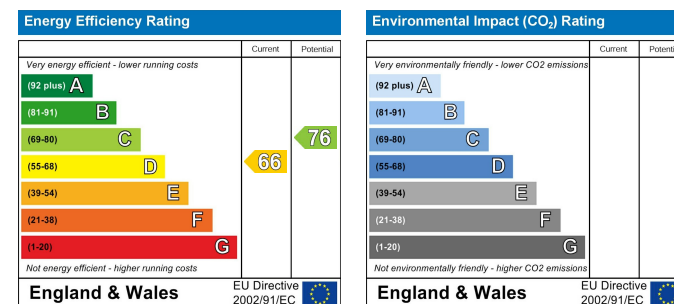 Energy Efficiency Rating
Current Potential
Very energy efficient - lower running costs
(92 plus) A
(81-91) B
(69-80) C
76
(55-68) D
66
(39-54) E
(21-38) F
(1-20) G
Not energy efficient - higher running costs
England & Wales
EU Directive
2002/91/EC
Environmental Impact (CO2) Rating
Current Potenti
Very environmentally friendly - lower CO2 emissions
(92 plus) A
(81-91) B
(69-80) C
(55-68) D
(39-54) E
(21-38) F
(1-20) G
Not environmentally friendly - higher CO2 emissions
England & Wales
EU Directive
2002/91/EC